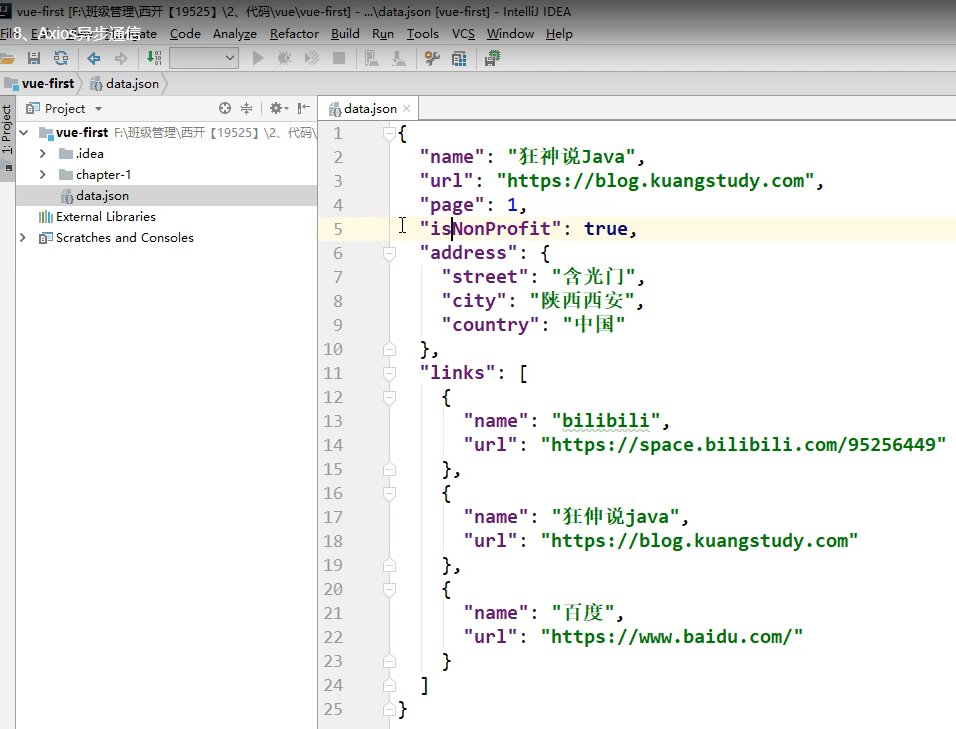 vue-first [F:\班级管理\西开【19525】\2、代码\vue\vue-first] - ...\data.json [vue-first] - IntelliJ IDEA
8、Axios异步通信
File Code Analyze Refactor Build Run Tools VCS Window Help
vue-first data.json
1: Project
Project
vue-first F:\班级管理\西开【19525】\2、代码\
.idea
chapter-1
data.json
External Libraries
Scratches and Consoles
data.json
1 {
2 "name": "狂神说Java",
3 "url": "https://blog.kuangstudy.com",
4 "page": 1,
5 "isNonProfit": true,
6 "address": {
7 "street": "含光门",
8 "city": "陕西西安",
9 "country": "中国"
10 },
11 "links": [
12 {
13 "name": "bilibili",
14 "url": "https://space.bilibili.com/95256449"
15 },
16 {
17 "name": "狂伸说java",
18 "url": "https://blog.kuangstudy.com"
19 },
20 {
21 "name": "百度",
22 "url": "https://www.baidu.com/"
23 }
24 ]
25 }